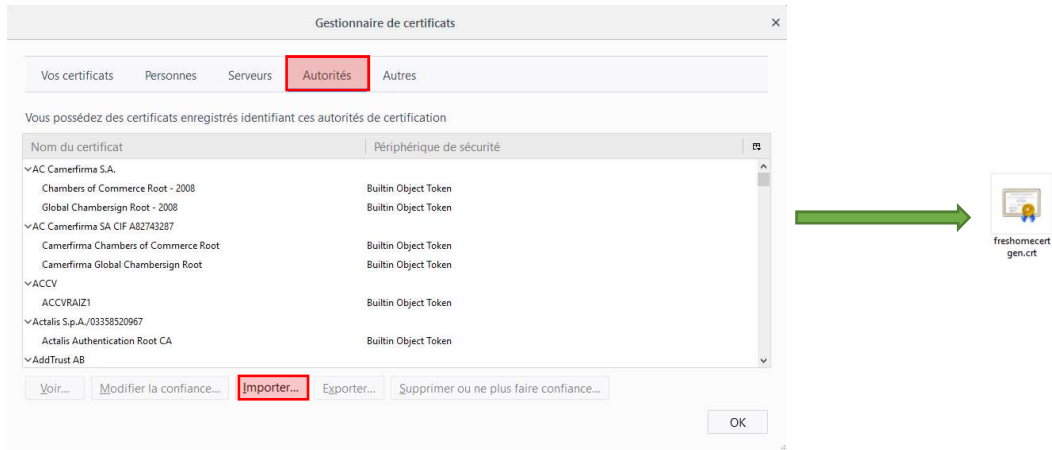 Gestionnaire de certificats
Vos certificats Personnes Serveurs Autorités Autres
Vous possédez des certificats enregistrés identifiant ces autorités de certification
Nom du certificat Périphérique de sécurité
AC Camerfirma S.A.
Chambers of Commerce Root - 2008 Builtin Object Token
Global Chambersign Root - 2008 Builtin Object Token
AC Camerfirma SA CIF A82743287
Camerfirma Chambers of Commerce Root Builtin Object Token
Camerfirma Global Chambersign Root Builtin Object Token
ACCV
ACCVRAIZ1 Builtin Object Token
Actalis S.p.A./03358520967
Actalis Authentication Root CA Builtin Object Token
AddTrust AB
Voir... Modifier la confiance... Importer... Exporter... Supprimer ou ne plus faire confiance...
OK
freshomecert
gen.crt